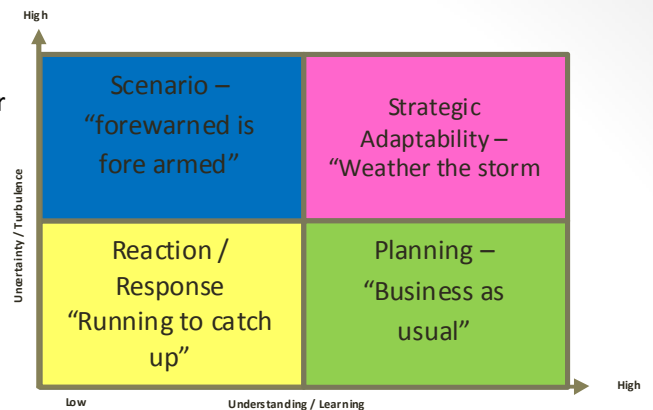 High
r
Scenario –
“forewarned is
fore armed”
Strategic
Adaptability –
“Weather the storm
Uncertainty / Turbulence
Reaction /
Response
“Running to catch
up”
Planning –
“Business as
usual”
High
Low
Understanding / Learning